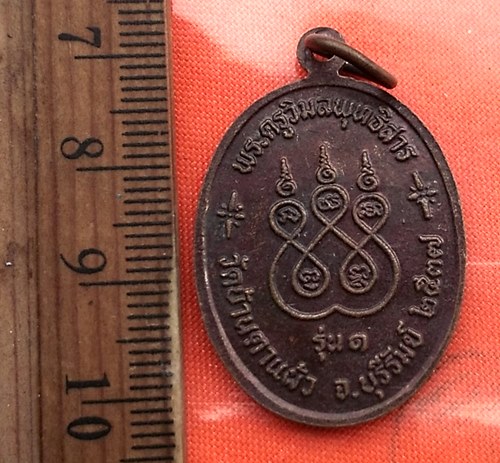 พระครูวิมลพุทธิสาร
รุ่น ๑
วัดบ้านตานผัว อ.บุรีรัมย์ ๒๕๓๗
7
8
9
10